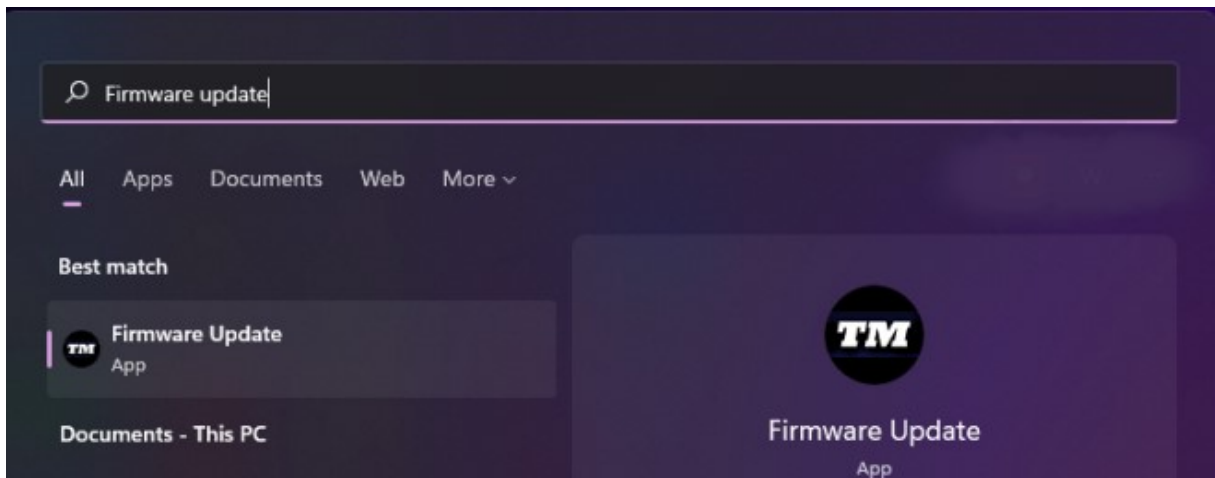 Firmware update
All Apps Documents Web More
Best match
TM
Firmware Update
App
Documents - This PC
TM
Firmware Update
App